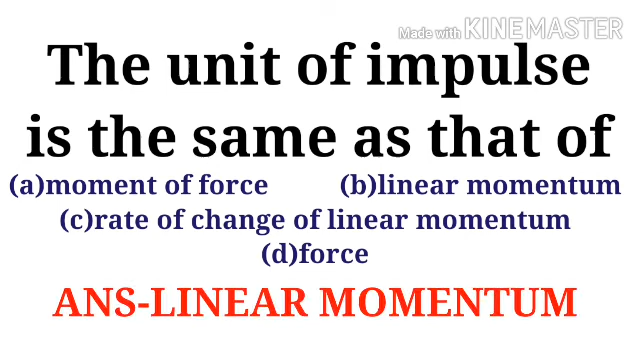 Made with KINEMASTER
The unit of impulse
is the same as that of
(a)moment of force (b)linear momentum
(c)rate of change of linear momentum
(d)force
ANS-LINEAR MOMENTUM